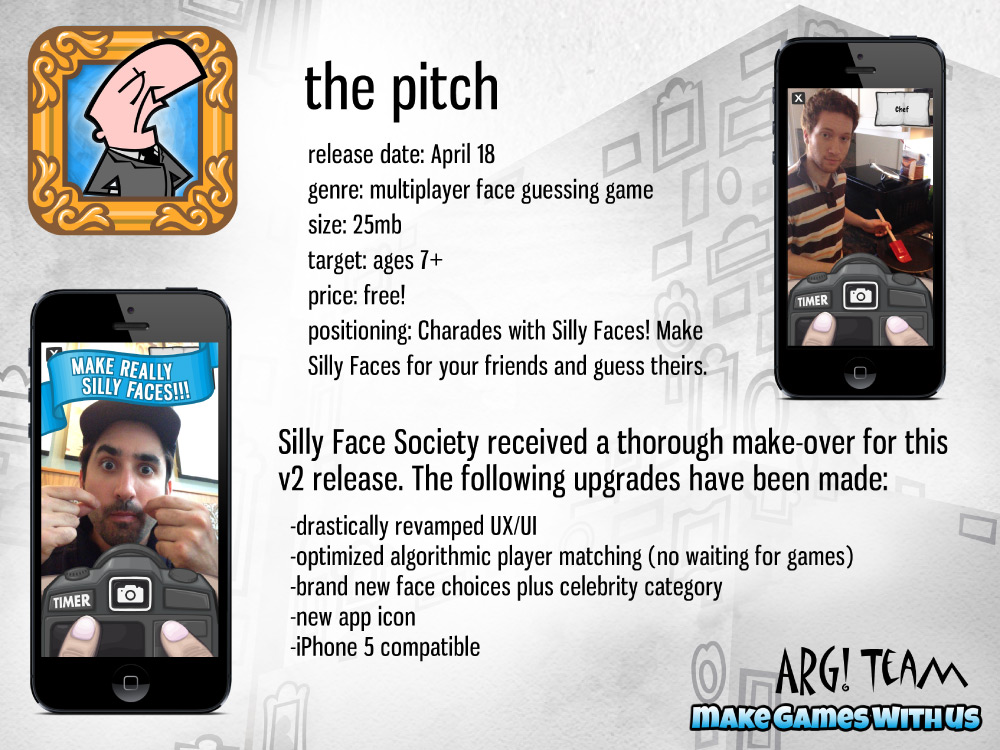 the pitch
release date: April 18
genre: multiplayer face guessing game
size: 25mb
target: ages 7+
price: free!
positioning: Charades with Silly Faces! Make
Silly Faces for your friends and guess theirs.
X
Chef
TIMER
X
MAKE REALLY
SILLY FACES!!!
TIMER
Silly Face Society received a thorough make-over for this
v2 release. The following upgrades have been made:
-drastically revamped UX/UI
-optimized algorithmic player matching (no waiting for games)
-brand new face choices plus celebrity category
-new app icon
-iPhone 5 compatible
ARG! TEAM
MAKE GAMES WITH US